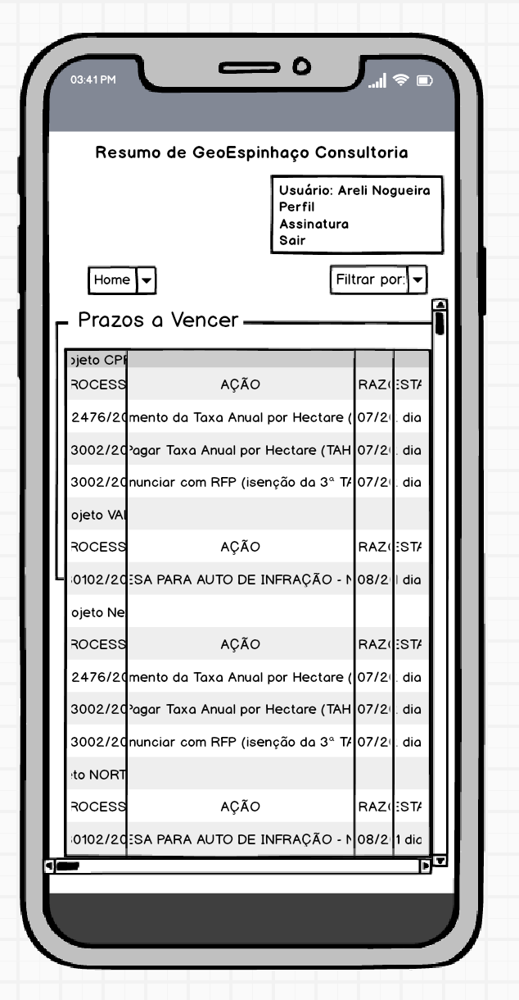 03:41 PM
Resumo de GeoEspinhaço Consultoria
Usuário: Areli Nogueira
Perfil
Assinatura
Sair
Home
Filtrar por:
Prazos a Vencer
ojeto CPR
ROCESS AÇÃO RAZ ESTA
2476/20 mento da Taxa Anual por Hectare ( 07/2 . dia
3002/20 Pagar Taxa Anual por Hectare (TAH 07/2 . dia
3002/20 nunciar com RFP (isenção da 3ª TA 07/2 . dia
ojeto VAL
ROCESS AÇÃO RAZ ESTA
0102/20 ESA PARA AUTO DE INFRAÇÃO - N 08/2 dia
ojeto Ne
ROCESS AÇÃO RAZ ESTA
2476/20 mento da Taxa Anual por Hectare ( 07/2 . dia
3002/20 Pagar Taxa Anual por Hectare (TAH 07/2 . dia
3002/20 nunciar com RFP (isenção da 3ª TA 07/2 . dia
eto NORT
ROCESS AÇÃO RAZ ESTA
0102/20 ESA PARA AUTO DE INFRAÇÃO - N 08/2 1 dia